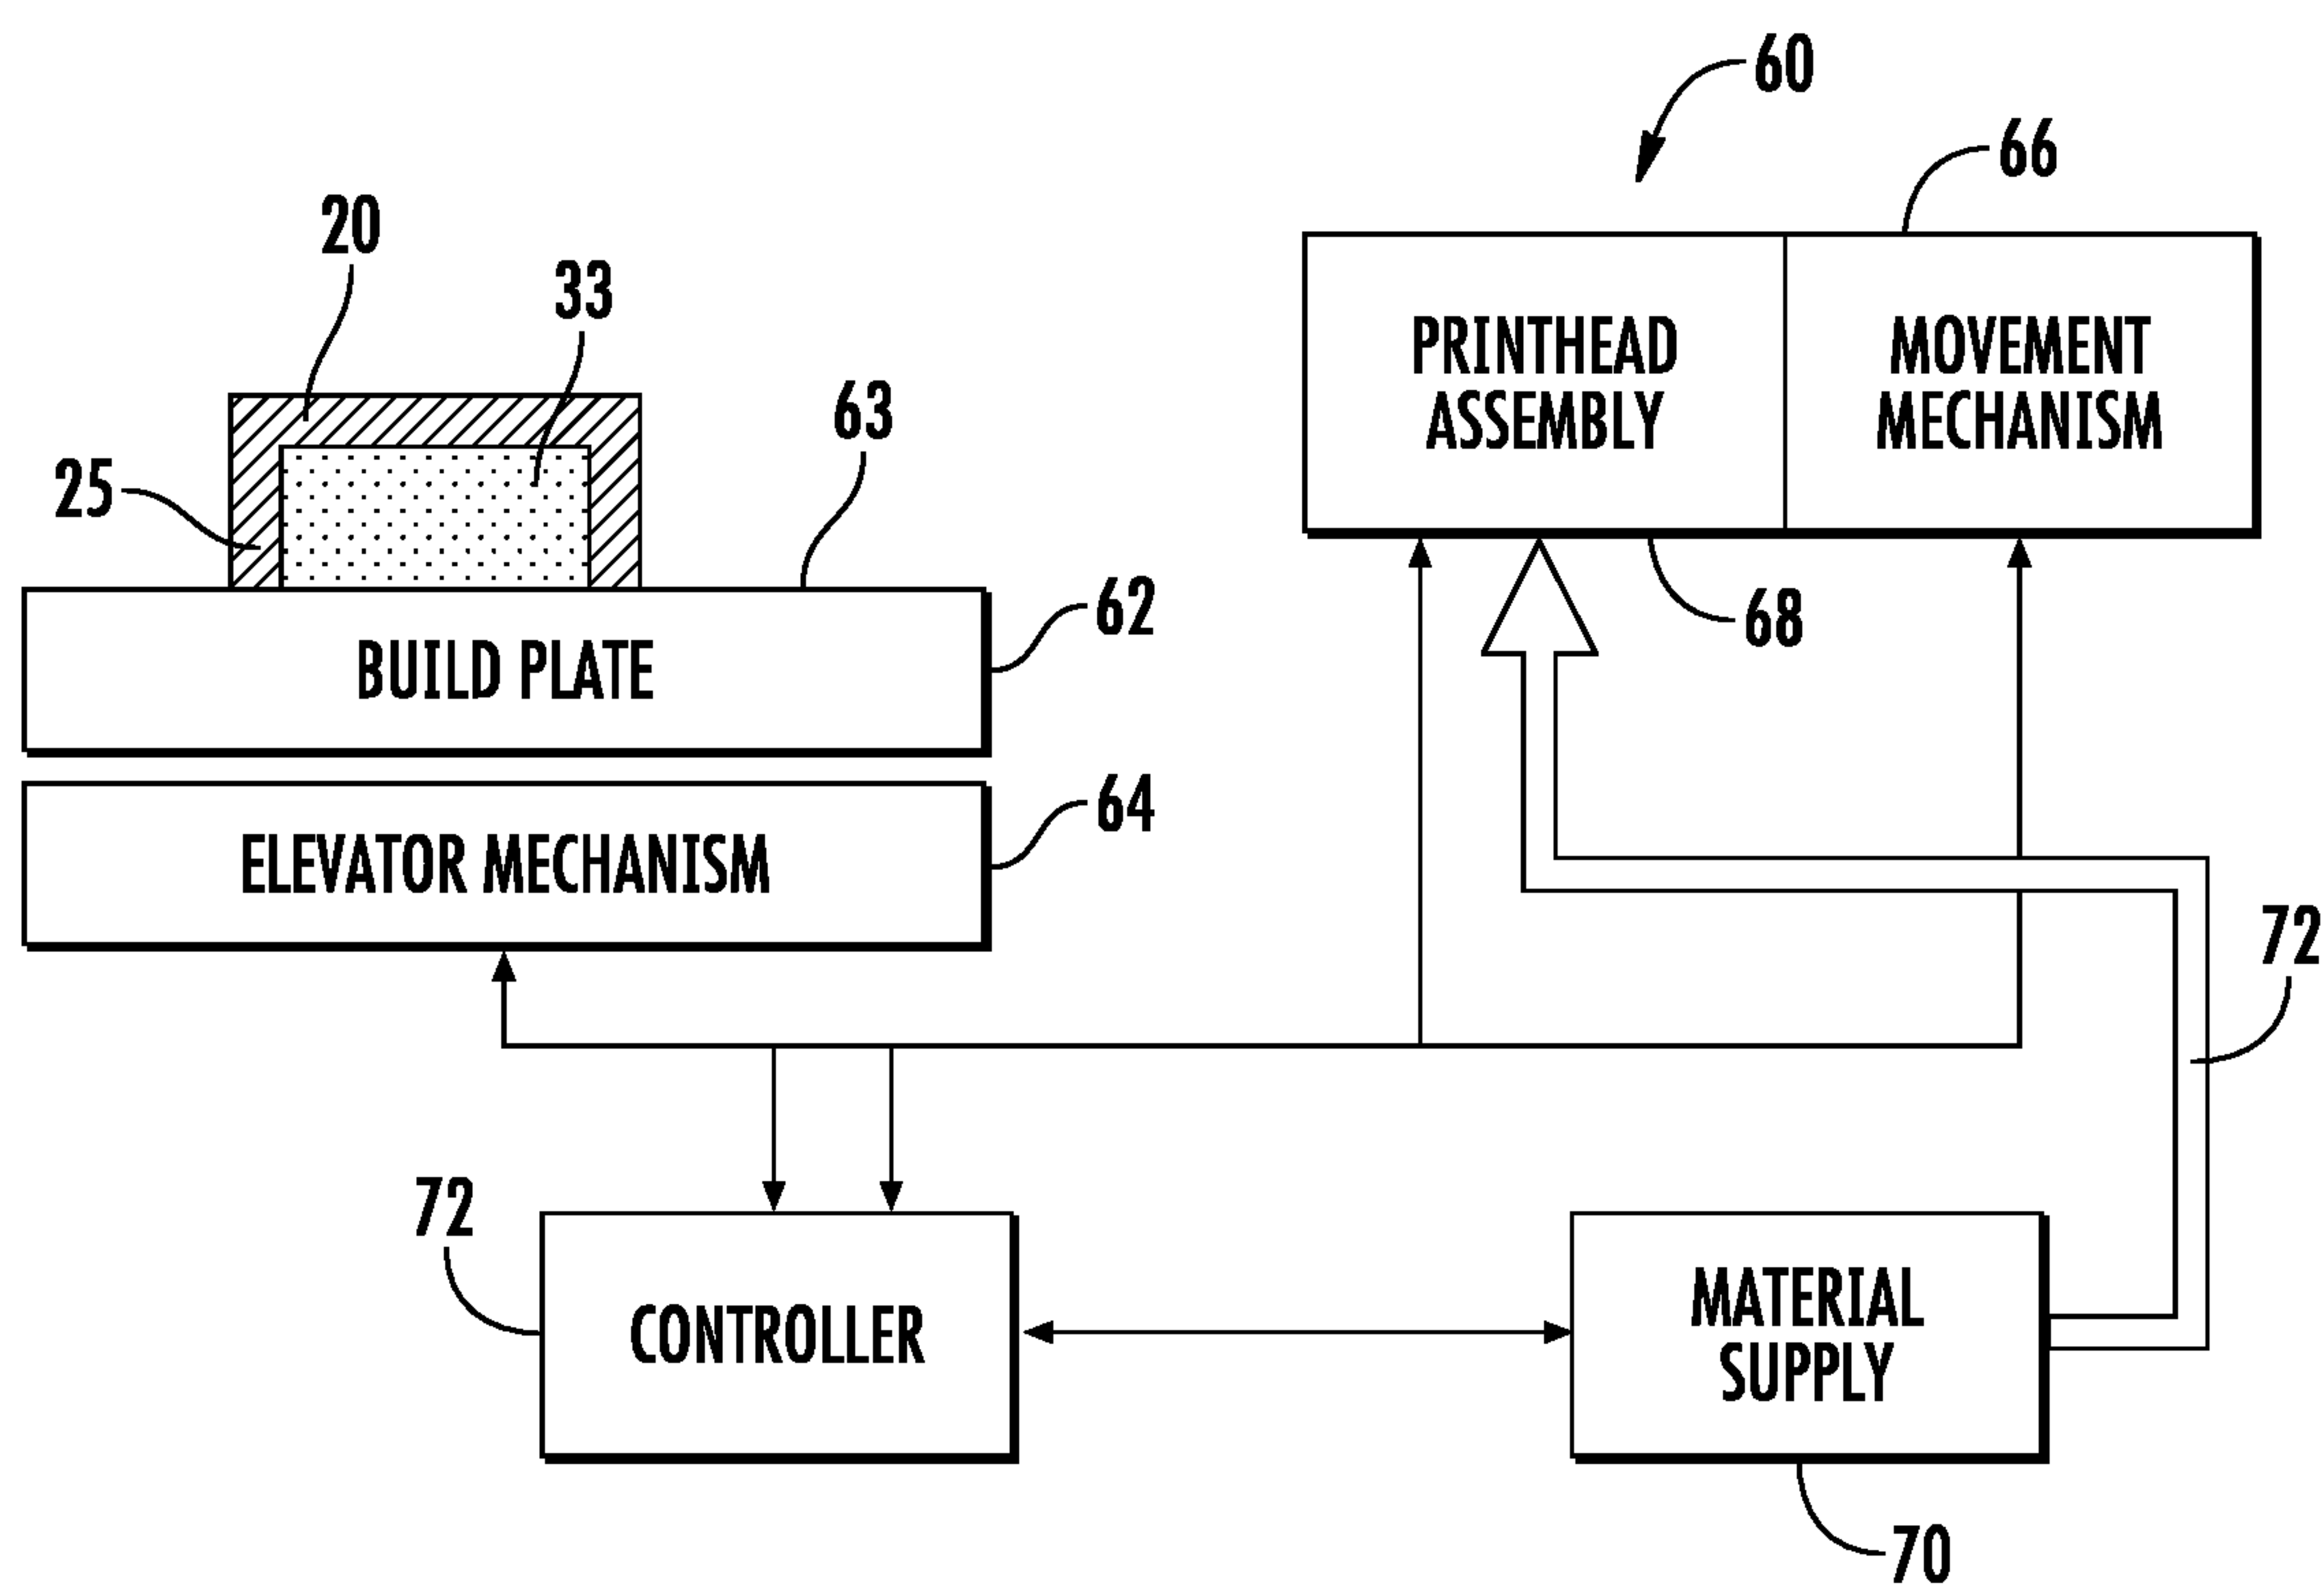 60
66
20
33
PRINTHEAD
ASSEMBLY
MOVEMENT
MECHANISM
63
25
62
68
BUILD PLATE
64
ELEVATOR MECHANISM
72
72
CONTROLLER
MATERIAL
SUPPLY
70